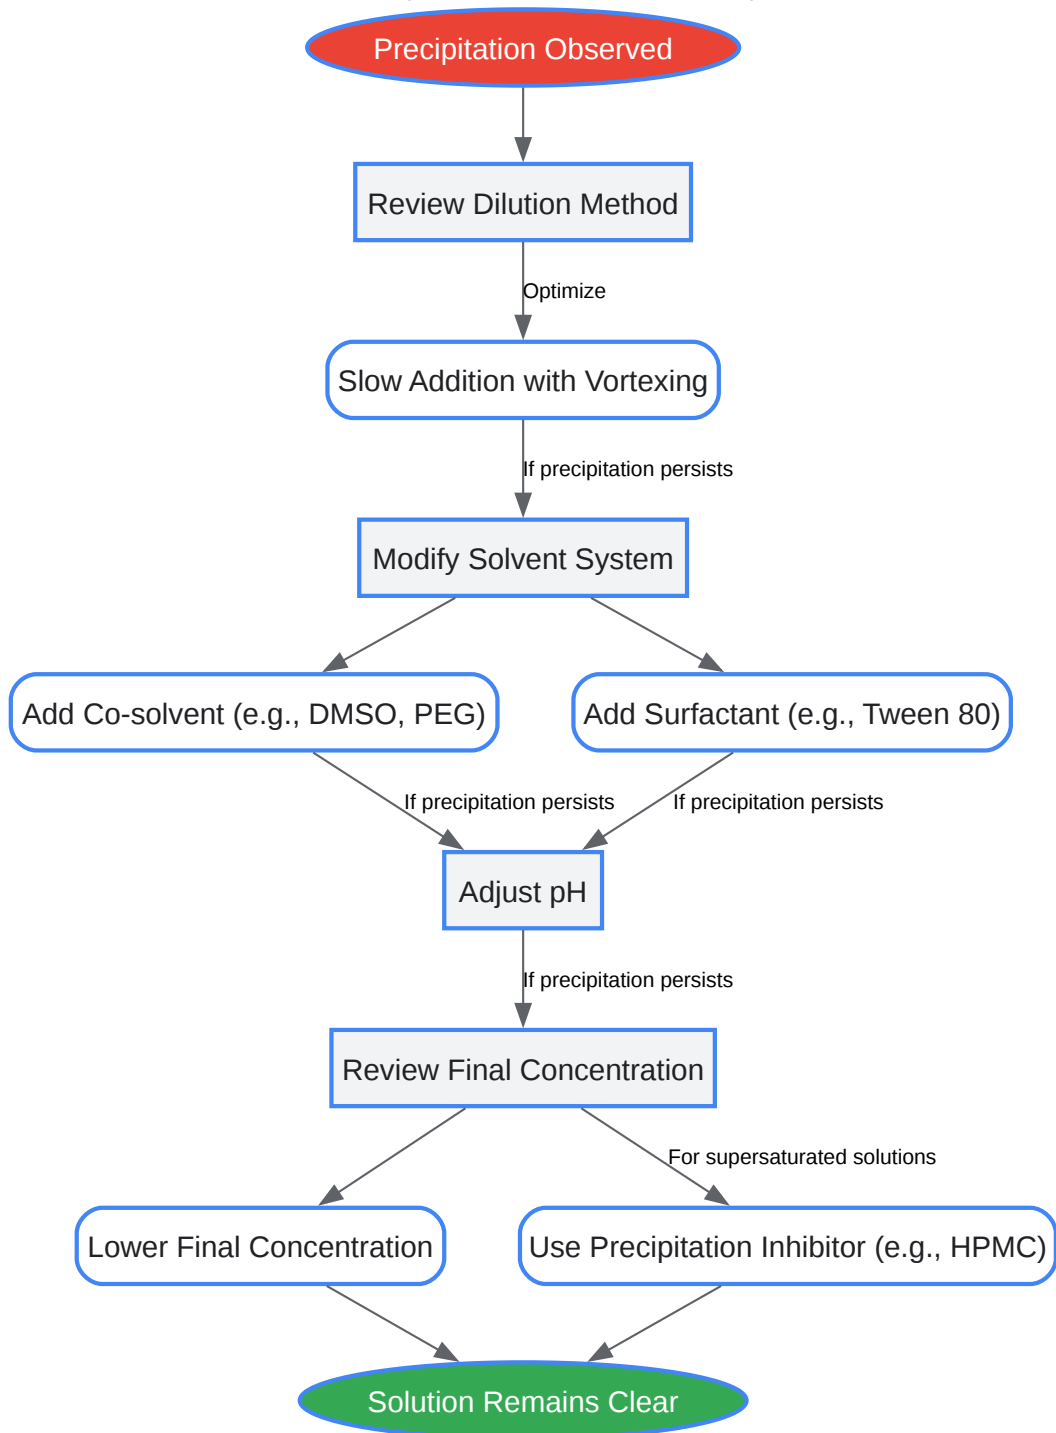 Precipitation Observed
Review Dilution Method
Optimize
Slow Addition with Vortexing
If precipitation persists
Modify Solvent System
Add Co-solvent (e.g., DMSO, PEG)
Add Surfactant (e.g., Tween 80)
If precipitation persists
If precipitation persists
Adjust pH
If precipitation persists
Review Final Concentration
For supersaturated solutions
Lower Final Concentration
Use Precipitation Inhibitor (e.g., HPMC)
Solution Remains Clear